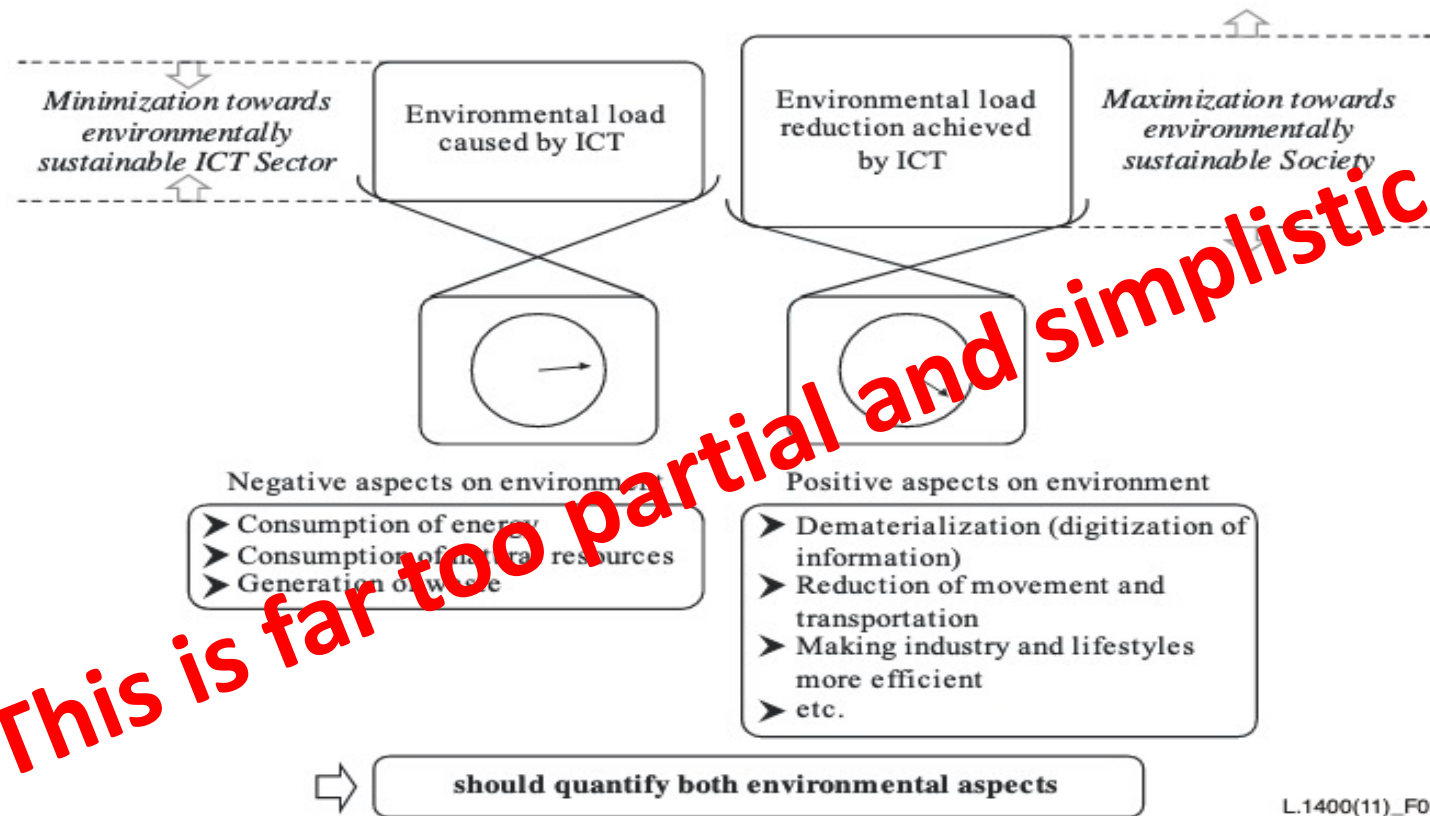 Minimization towards
environmentally
sustainable ICT Sector
Environmental load
caused by ICT
Environmental load
reduction achieved
by ICT
Maximization towards
environmentally
sustainable Society
This is far too partial and simplistic
Negative aspects on environment
➤ Consumption of energy
➤ Consumption of natural resources
➤ Generation of waste
Positive aspects on environment
➤ Dematerialization (digitization of
information)
➤ Reduction of movement and
transportation
➤ Making industry and lifestyles
more efficient
➤ etc.
should quantify both environmental aspects
L.1400(11)_F0